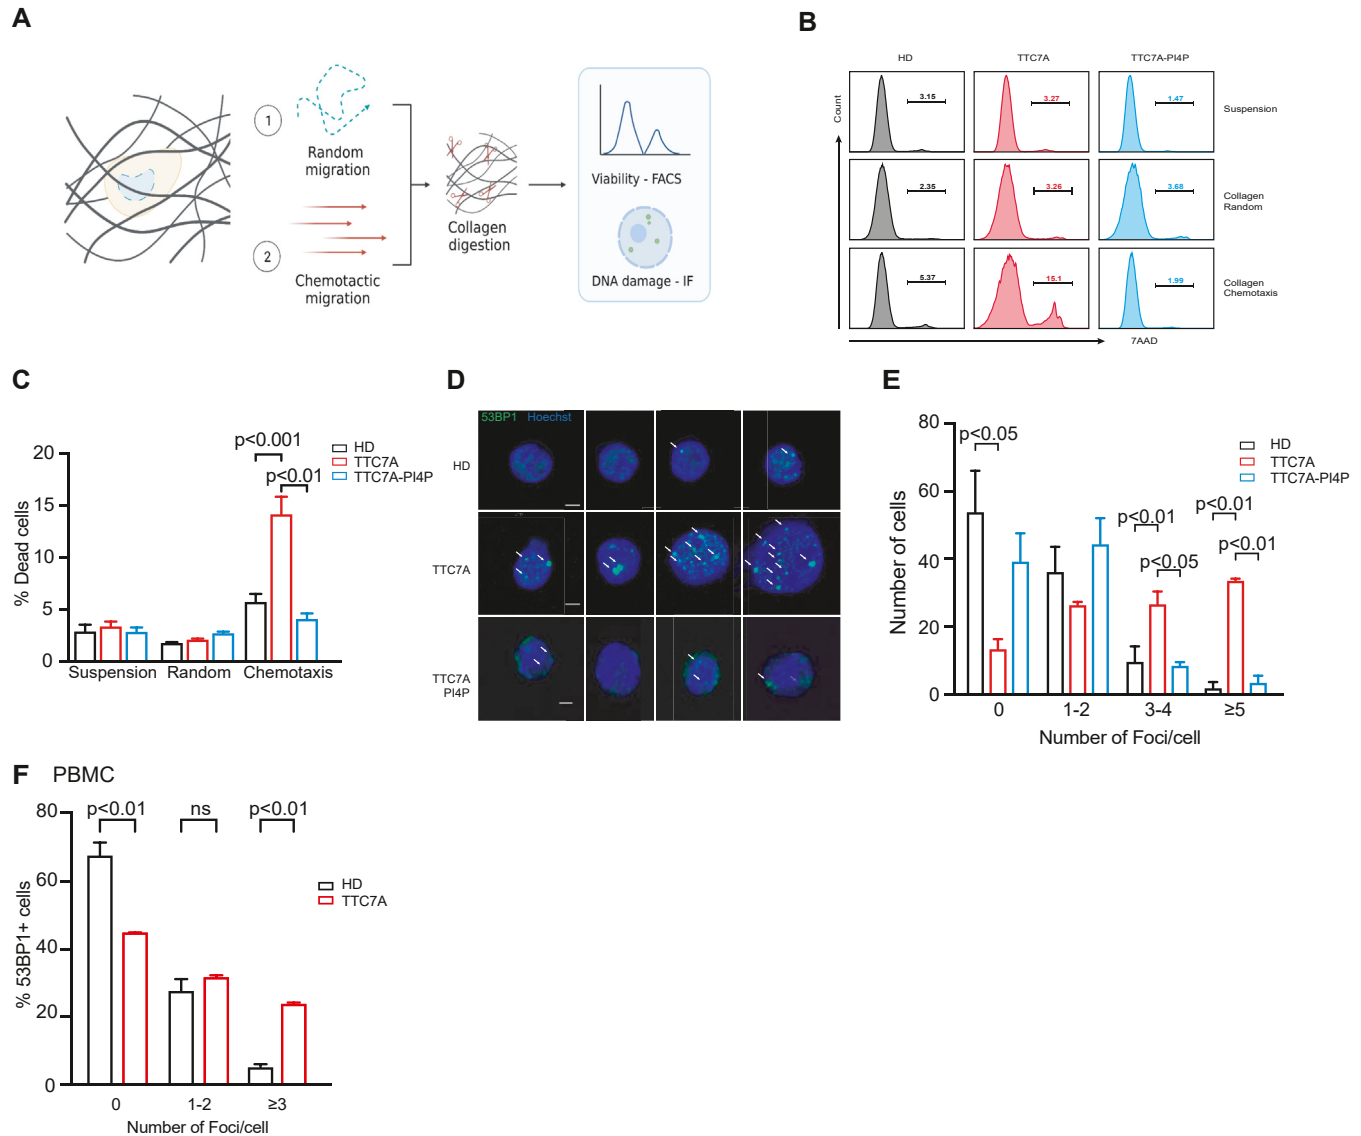 A
1
Random
migration
2
Chemotactic
migration
Collagen
digestion
Viability - FACS
DNA damage - IF
B
HD
TTC7A
TTC7A-PI4P
Count
3.15
3.27
1.47
Suspension
2.35
3.26
3.68
Collagen
Random
5.37
15.1
1.99
Collagen
Chemotaxis
7AAD
C
% Dead cells
20
15
10
5
0
p<0.001
p<0.01
HD
TTC7A
TTC7A-PI4P
Suspension
Random
Chemotaxis
D
53BP1 Hoechst
HD
TTC7A
TTC7A
PI4P
E
Number of cells
80
60
40
20
0
p<0.05
p<0.01
p<0.05
p<0.01
p<0.01
HD
TTC7A
TTC7A-PI4P
0
1-2
3-4
≥5
Number of Foci/cell
F PBMC
% 53BP1+ cells
80
60
40
20
0
p<0.01
ns
p<0.01
HD
TTC7A
0
1-2
≥3
Number of Foci/cell